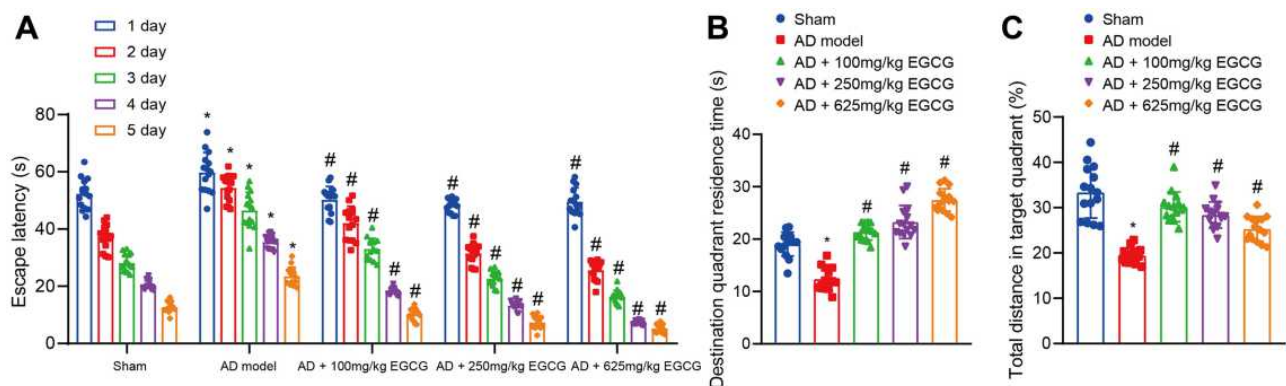 A
1 day
2 day
3 day
4 day
5 day
Escape latency (s)
80
60
40
20
0
* * * * *
# # # # #
# # # # #
# # # # #
Sham
AD model
AD + 100mg/kg EGCG
AD + 250mg/kg EGCG
AD + 625mg/kg EGCG
B
Sham
AD model
AD + 100mg/kg EGCG
AD + 250mg/kg EGCG
AD + 625mg/kg EGCG
Destination quadrant residence time (s)
40
30
20
10
0
* # # #
C
Sham
AD model
AD + 100mg/kg EGCG
AD + 250mg/kg EGCG
AD + 625mg/kg EGCG
Total distance in target quadrant (%)
50
40
30
20
10
0
* # # #